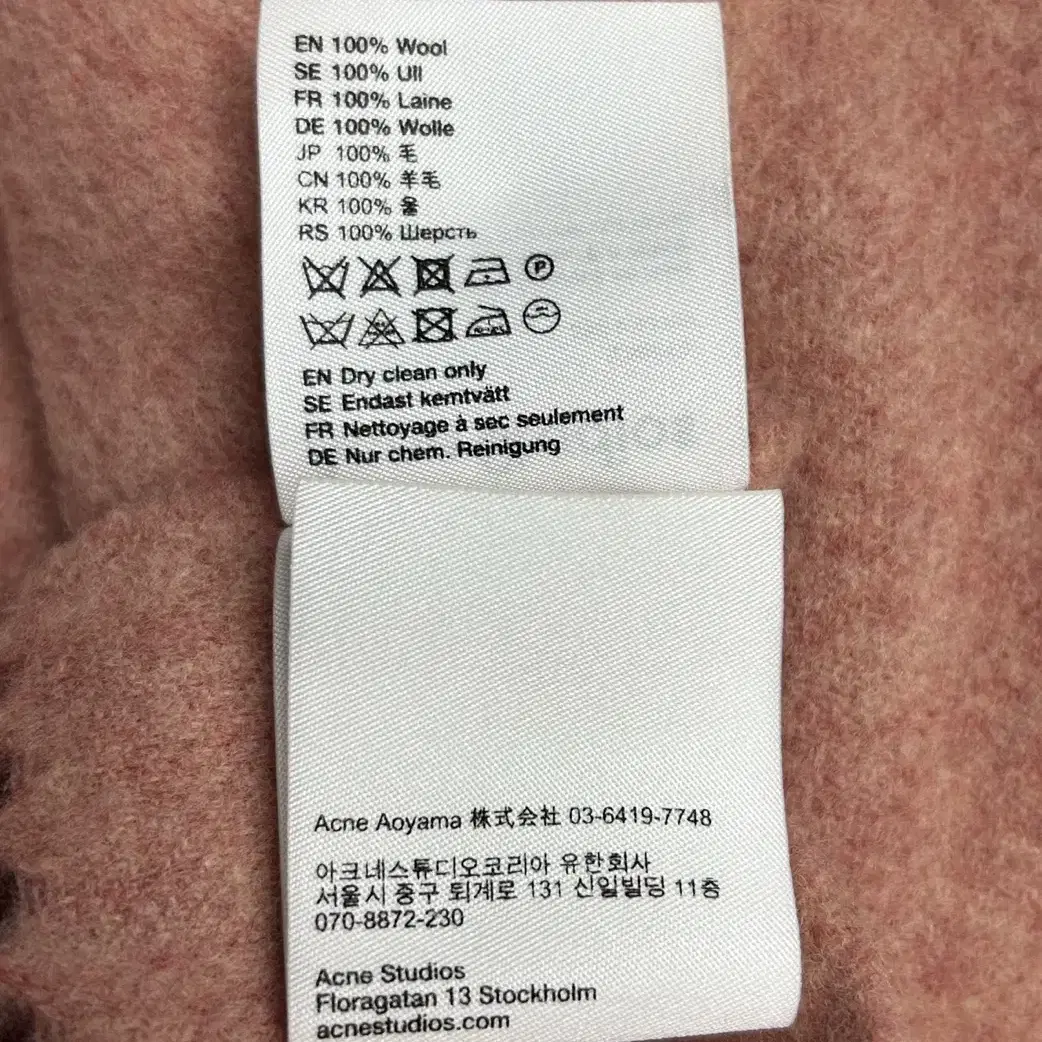 EN 100% Wool
SE 100% Ull
FR 100% Laine
DE 100% Wolle
JP 100% 毛
CN 100% 羊毛
KR 100% 울
RS 100% Шерсть
P
EN Dry clean only
SE Endast kemtvätt
FR Nettoyage à sec seulement
DE Nur chem. Reinigung
Acne Aoyama 株式会社 03-6419-7748
아크네스튜디오코리아 유한회사
서울시 중구 퇴계로 131 신일빌딩 11층
070-8872-230
Acne Studios
Floragatan 13 Stockholm
acnestudios.com